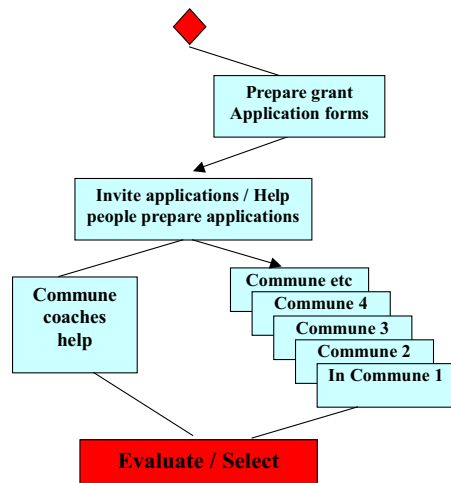 Prepare grant
Application forms
Invite applications / Help
people prepare applications
Commune
coaches
help
Commune etc
Commune 4
Commune 3
Commune 2
In Commune 1
Evaluate / Select